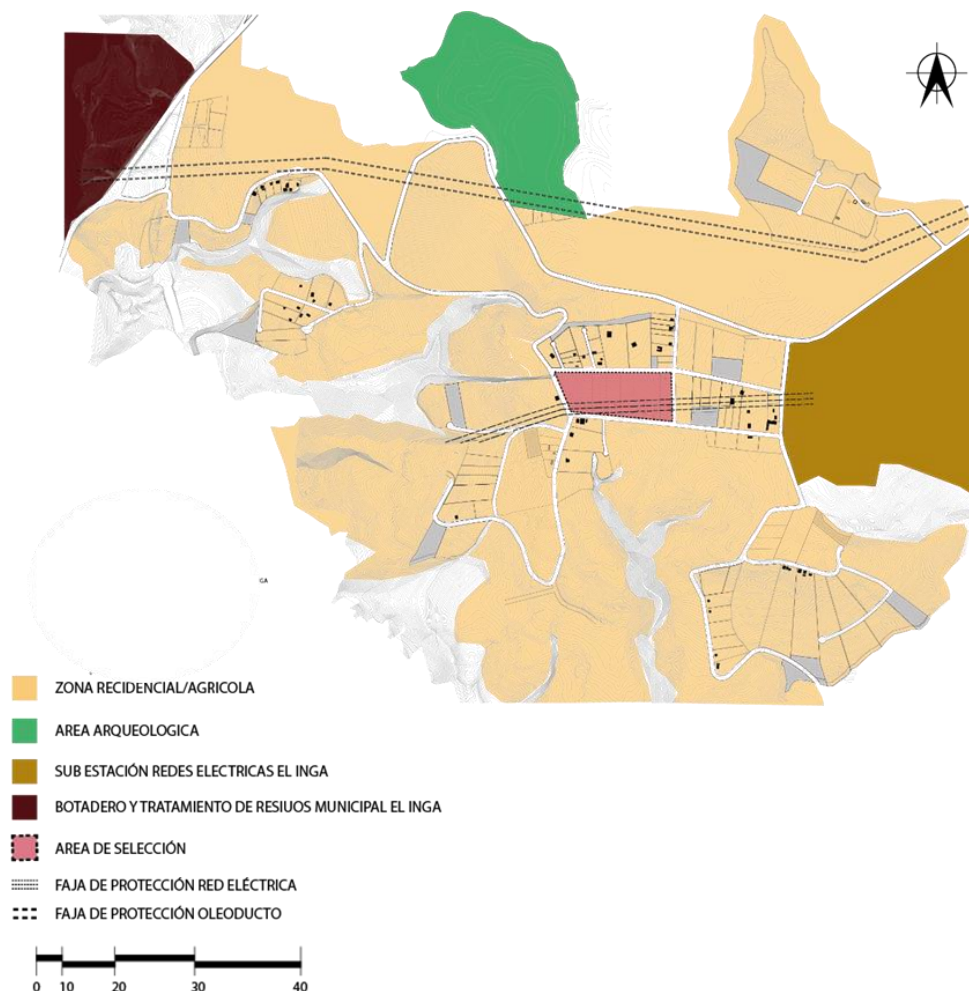 GA
ZONA RECIDENCIAL/AGRICOLA
AREA ARQUEOLOGICA
SUB ESTACIÓN REDES ELECTRICAS EL INGA
BOTADERO Y TRATAMIENTO DE RESIUOS MUNICIPAL EL INGA
AREA DE SELECCIÓN
FAJA DE PROTECCIÓN RED ELÉCTRICA
FAJA DE PROTECCIÓN OLEODUCTO
0 10 20 30 40